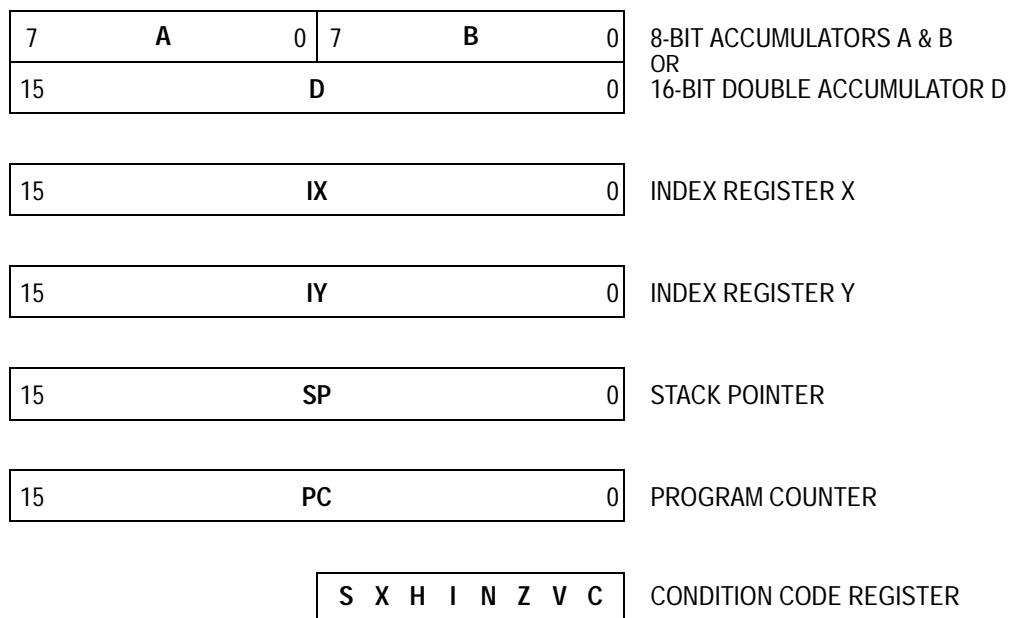 7 A 0 7 B 0 8-BIT ACCUMULATORS A & B
OR
15 D 0 16-BIT DOUBLE ACCUMULATOR D
15 IX 0 INDEX REGISTER X
15 IY 0 INDEX REGISTER Y
15 SP 0 STACK POINTER
15 PC 0 PROGRAM COUNTER
S X H I N Z V C CONDITION CODE REGISTER